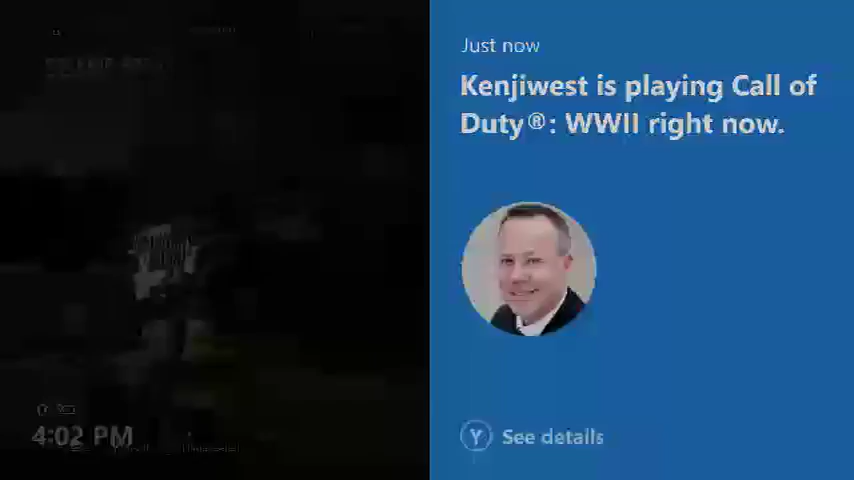 Just now
Kenjiwest is playing Call of
Duty®: WWII right now.
Y See details
4:02 PM